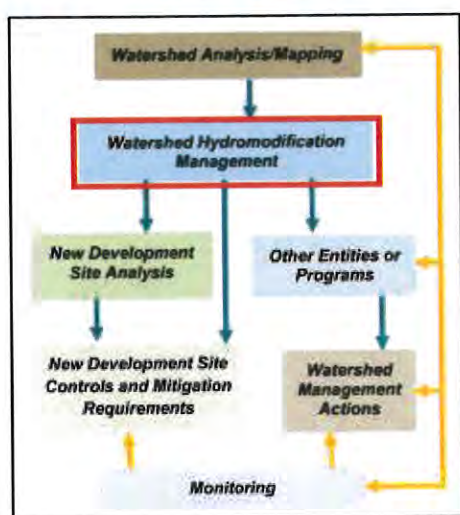 Watershed Analysis/Mapping
Watershed Hydromodification
Management
New Development
Site Analysis
Other Entities or
Programs
New Development Site
Controls and Mitigation
Requirements
Watershed
Management
Actions
Monitoring